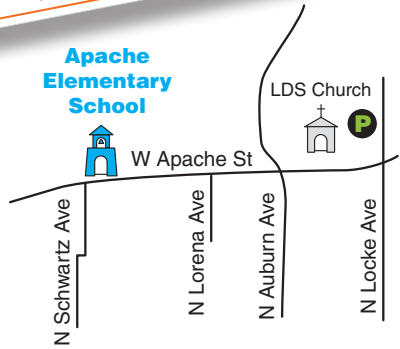 Apache
Elementary
School
LDS Church
P
W Apache St
N Schwartz Ave
N Lorena Ave
N Auburn Ave
N Locke Ave